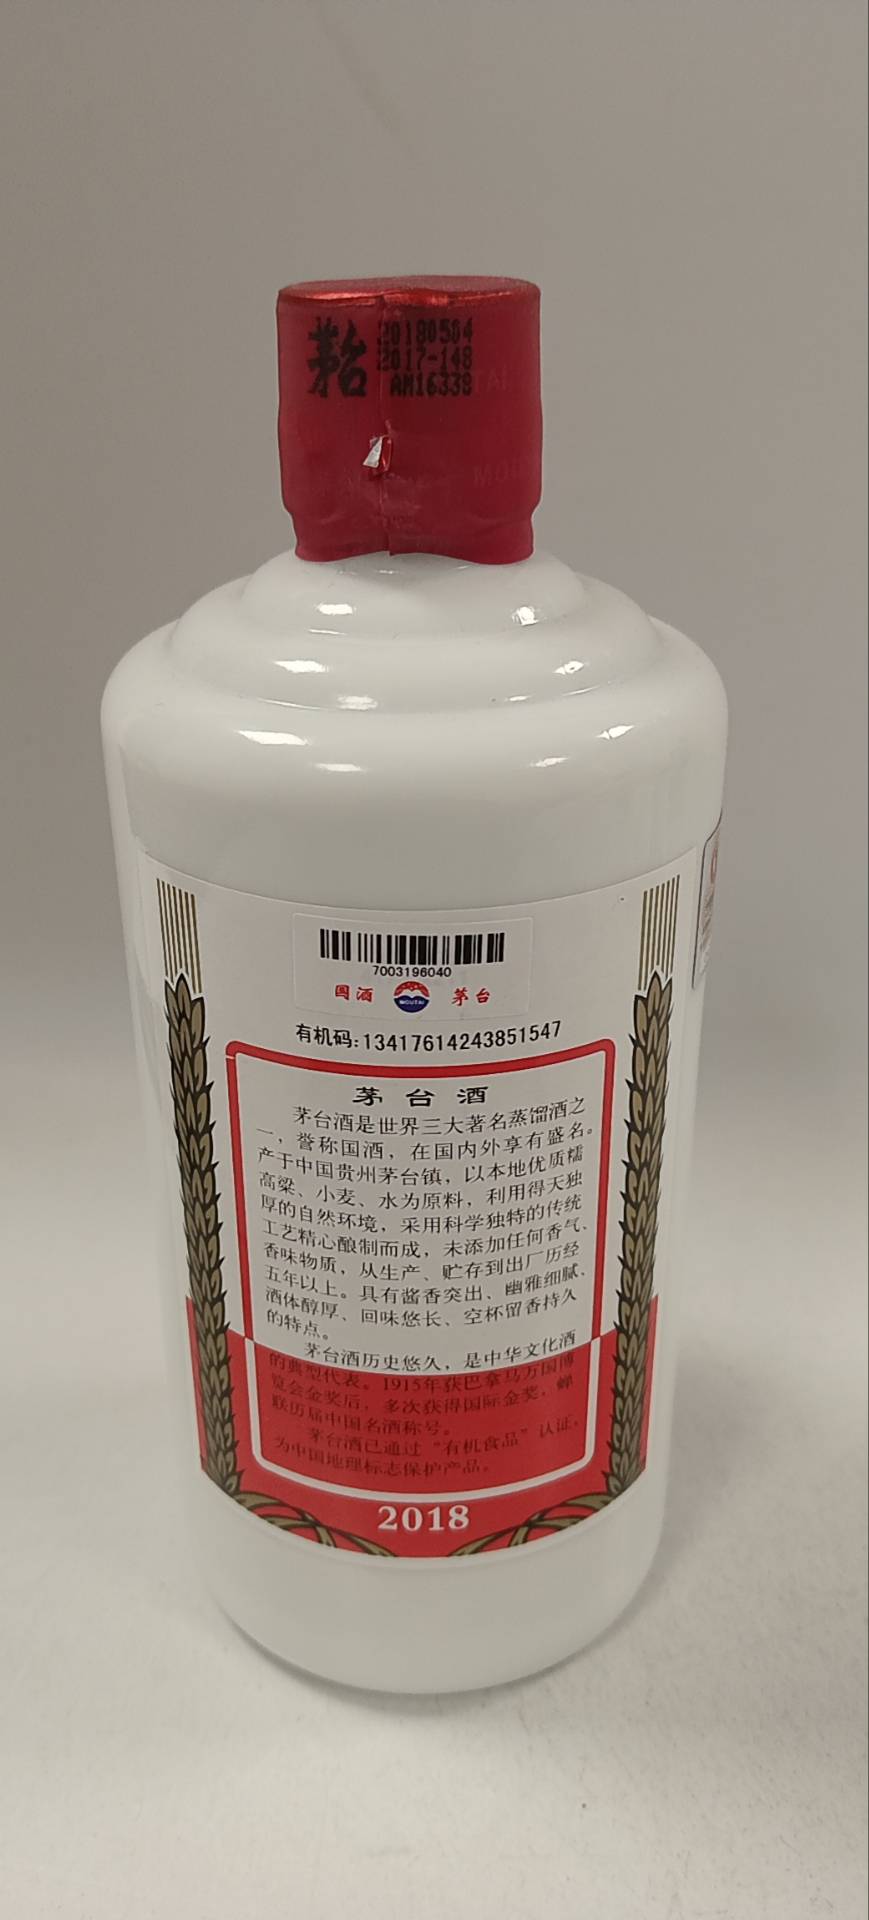 茅台
20180504
2017-148
AM16338
7003196040
国酒 MOUTAI 茅台
有机码:13417614243851547
茅台酒
茅台酒是世界三大著名蒸馏酒之
一，誉称国酒，在国内外享有盛名。
产于中国贵州茅台镇，以本地优质糯
高粱、小麦、水为原料，利用得天独
厚的自然环境，采用科学独特的传统
工艺精心酿制而成，未添加任何香气、
香味物质，从生产、贮存到出厂历经
五年以上。具有酱香突出、幽雅细腻、
酒体醇厚、回味悠长、空杯留香持久
的特点。
茅台酒历史悠久，是中华文化酒
的典型代表。1915年获巴拿马万国博
览会金奖后，多次获得国际金奖，蝉
联历届中国名酒称号。
茅台酒已通过“有机食品”认证，
为中国地理标志保护产品。
2018